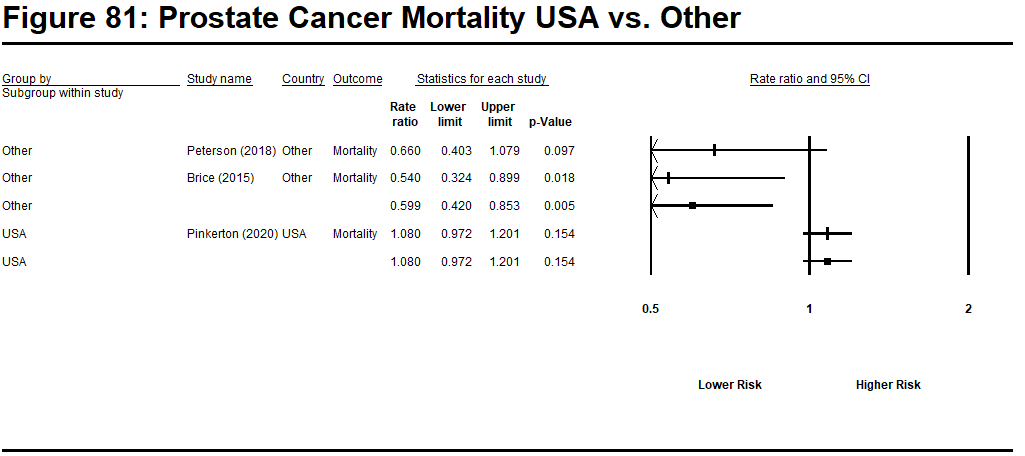 Figure 81: Prostate Cancer Mortality USA vs. Other
Group by Study name Country Outcome Statistics for each study Rate ratio and 95% CI
Subgroup within study
Rate Lower Upper
ratio limit limit p-Value
Other Peterson (2018) Other Mortality 0.660 0.403 1.079 0.097
Other Brice (2015) Other Mortality 0.540 0.324 0.899 0.018
Other 0.599 0.420 0.853 0.005
USA Pinkerton (2020) USA Mortality 1.080 0.972 1.201 0.154
USA 1.080 0.972 1.201 0.154
0.5 1 2
Lower Risk Higher Risk